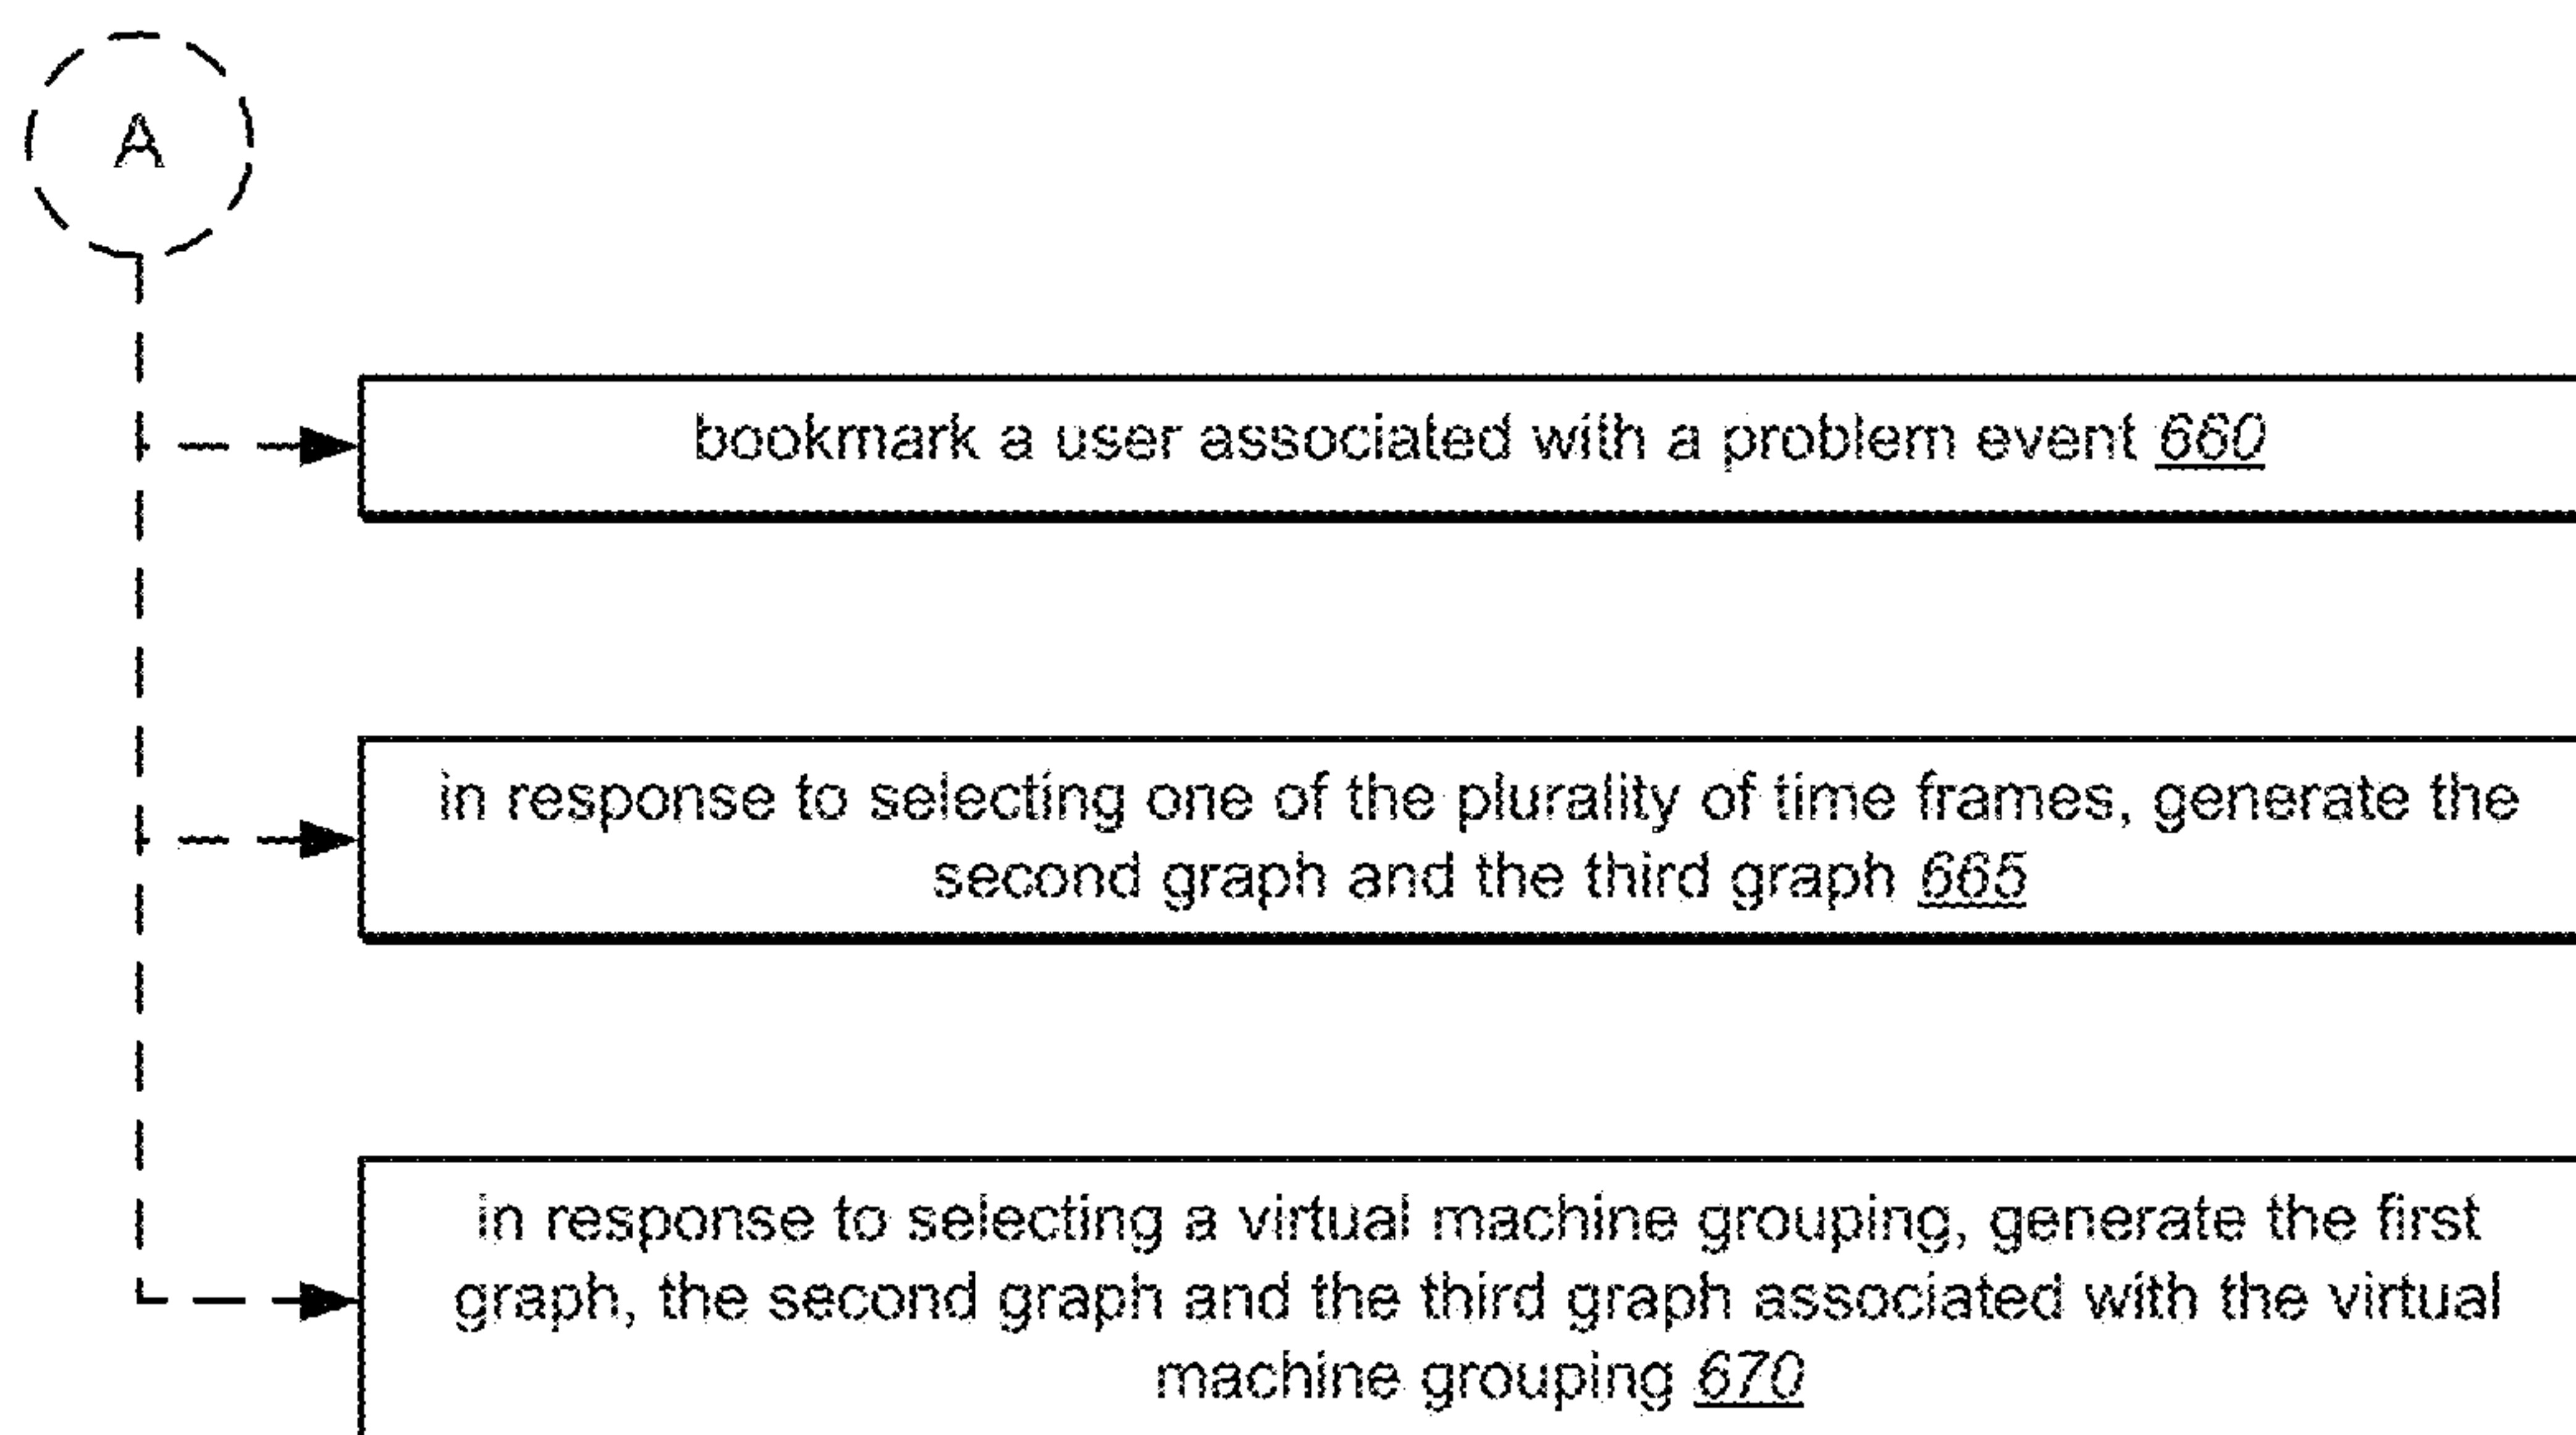 A
bookmark a user associated with a problem event 660
in response to selecting one of the plurality of time frames, generate the
second graph and the third graph 665
in response to selecting a virtual machine grouping, generate the first
graph, the second graph and the third graph associated with the virtual
machine grouping 670